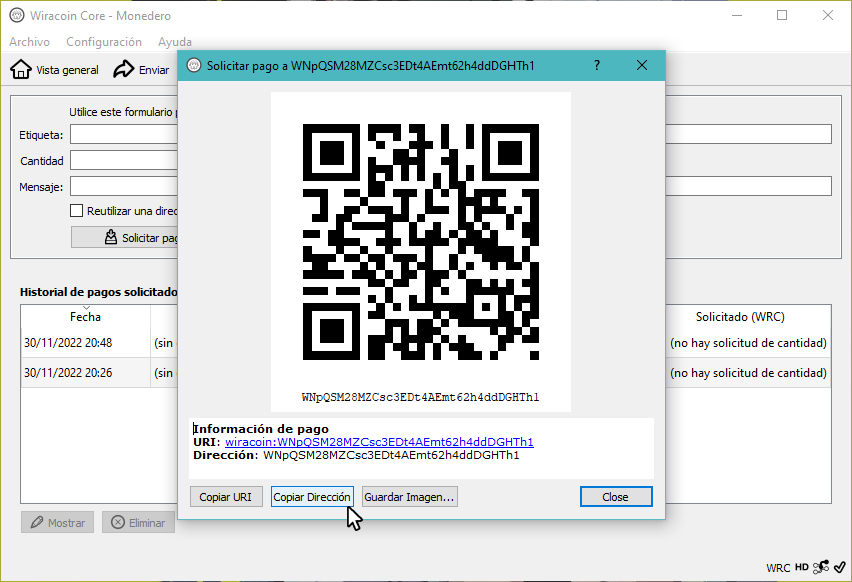 Wiracoin Core - Monedero
Archivo Configuración Ayuda
Vista general Enviar
Solicitar pago a WNpQSM28MZCsc3EDt4AEmt62h4ddDGHTh1 ?
Utilice este formulario
Etiqueta:
Cantidad
Mensaje:
Reutilizar una
Solicitar
WNpQSM28MZCsc3EDt4AEmt62h4ddDGHTh1
Información de pago
URI: wiracoin:WNpQSM28MZCsc3EDt4AEmt62h4ddDGHTh1
Dirección: WNpQSM28MZCsc3EDt4AEmt62h4ddDGHTh1
Copiar URI Copiar Dirección Guardar Imagen... Close
Historial de pagos solicitado
Fecha Solicitado (WRC)
30/11/2022 20:48 (sin (no hay solicitud de cantidad)
30/11/2022 20:26 (sin (no hay solicitud de cantidad)
Mostrar Eliminar
WRC HD